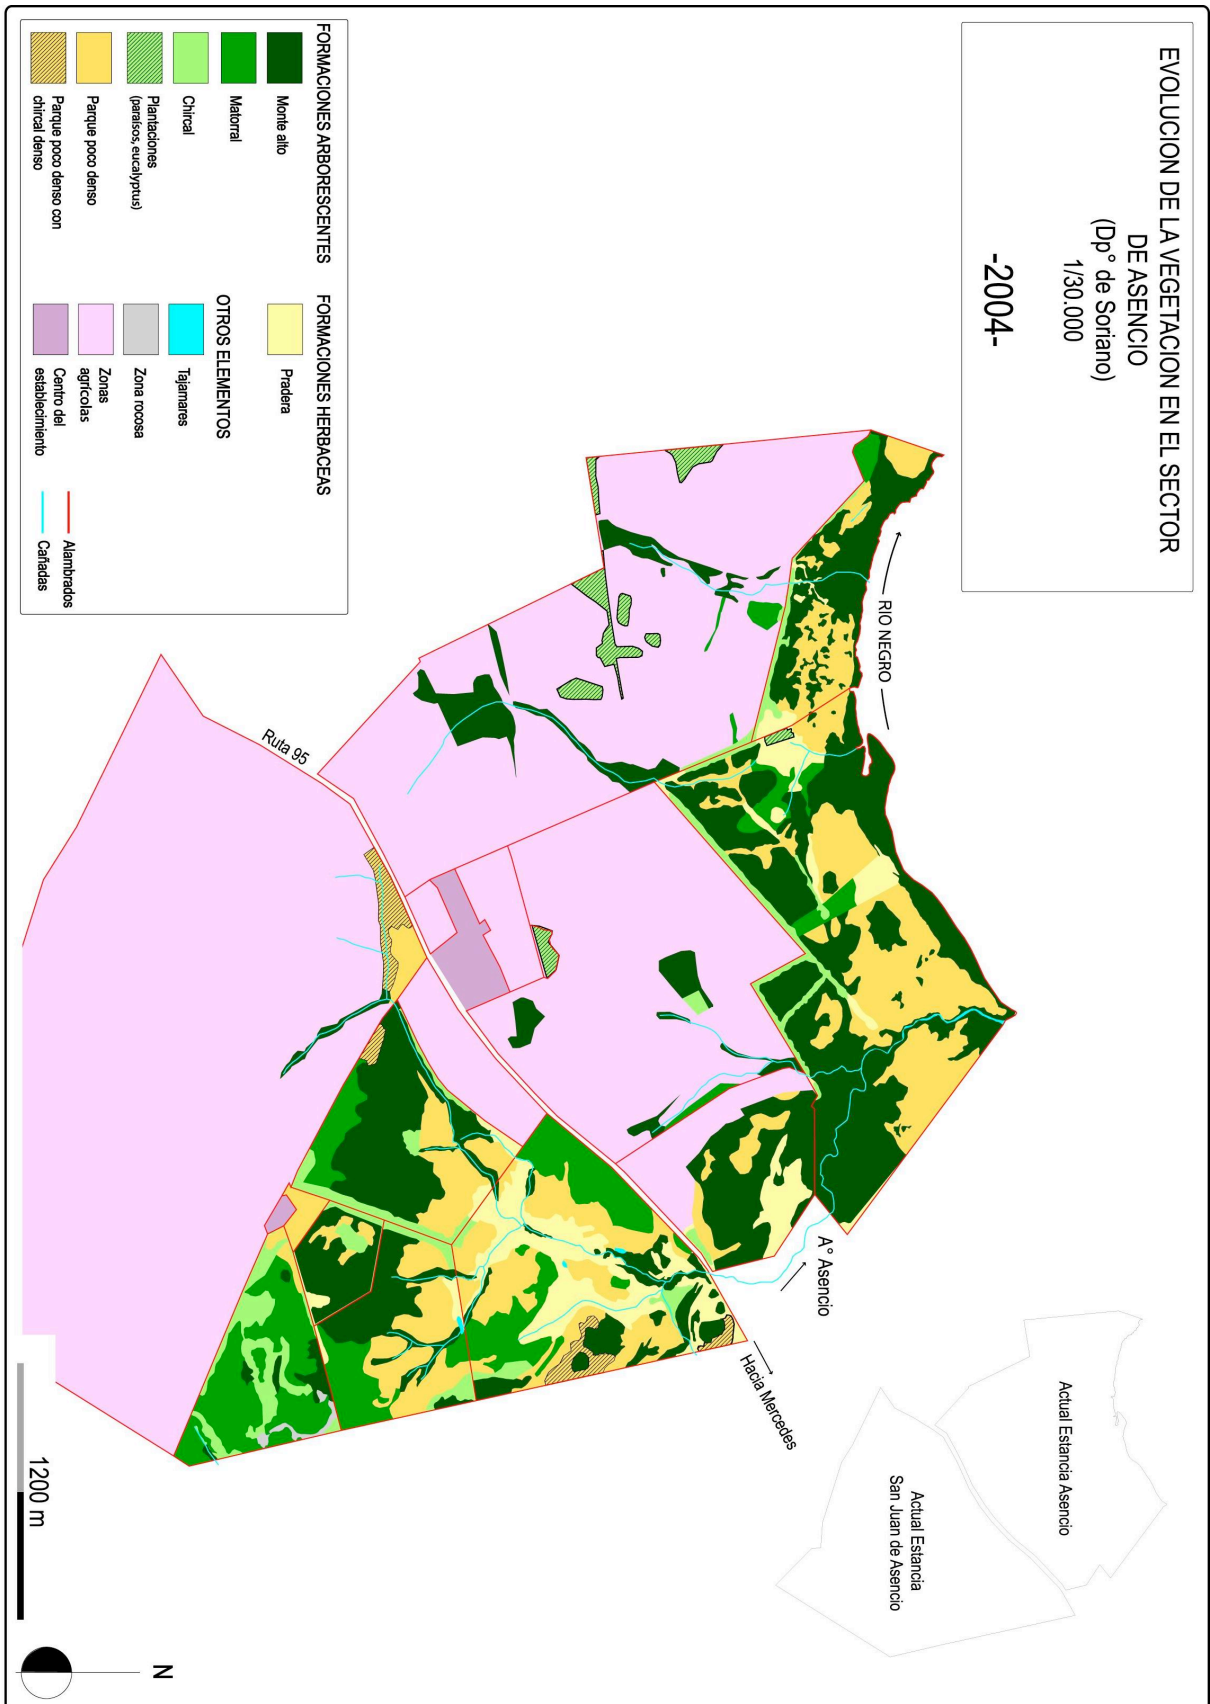 EVOLUCION DE LA VEGETACION EN EL SECTOR
DE ASENCIO
(Dp° de Soriano)
1/30.000
-2004-
RIO NEGRO
A° Asencio
Hacia Mercedes
Ruta 95
Actual Estancia Asencio
Actual Estancia
San Juan de Asencio
FORMACIONES ARBORESCENTES
Monte alto
Matorral
Chircal
Plantaciones
(paraísos, eucalyptus)
Parque poco denso
Parque poco denso con
chircal denso
FORMACIONES HERBACEAS
Pradera
OTROS ELEMENTOS
Tajamares
Zona rocosa
Zonas
agrícolas
Centro del
establecimiento
Alambrados
Cañadas
1200 m
N